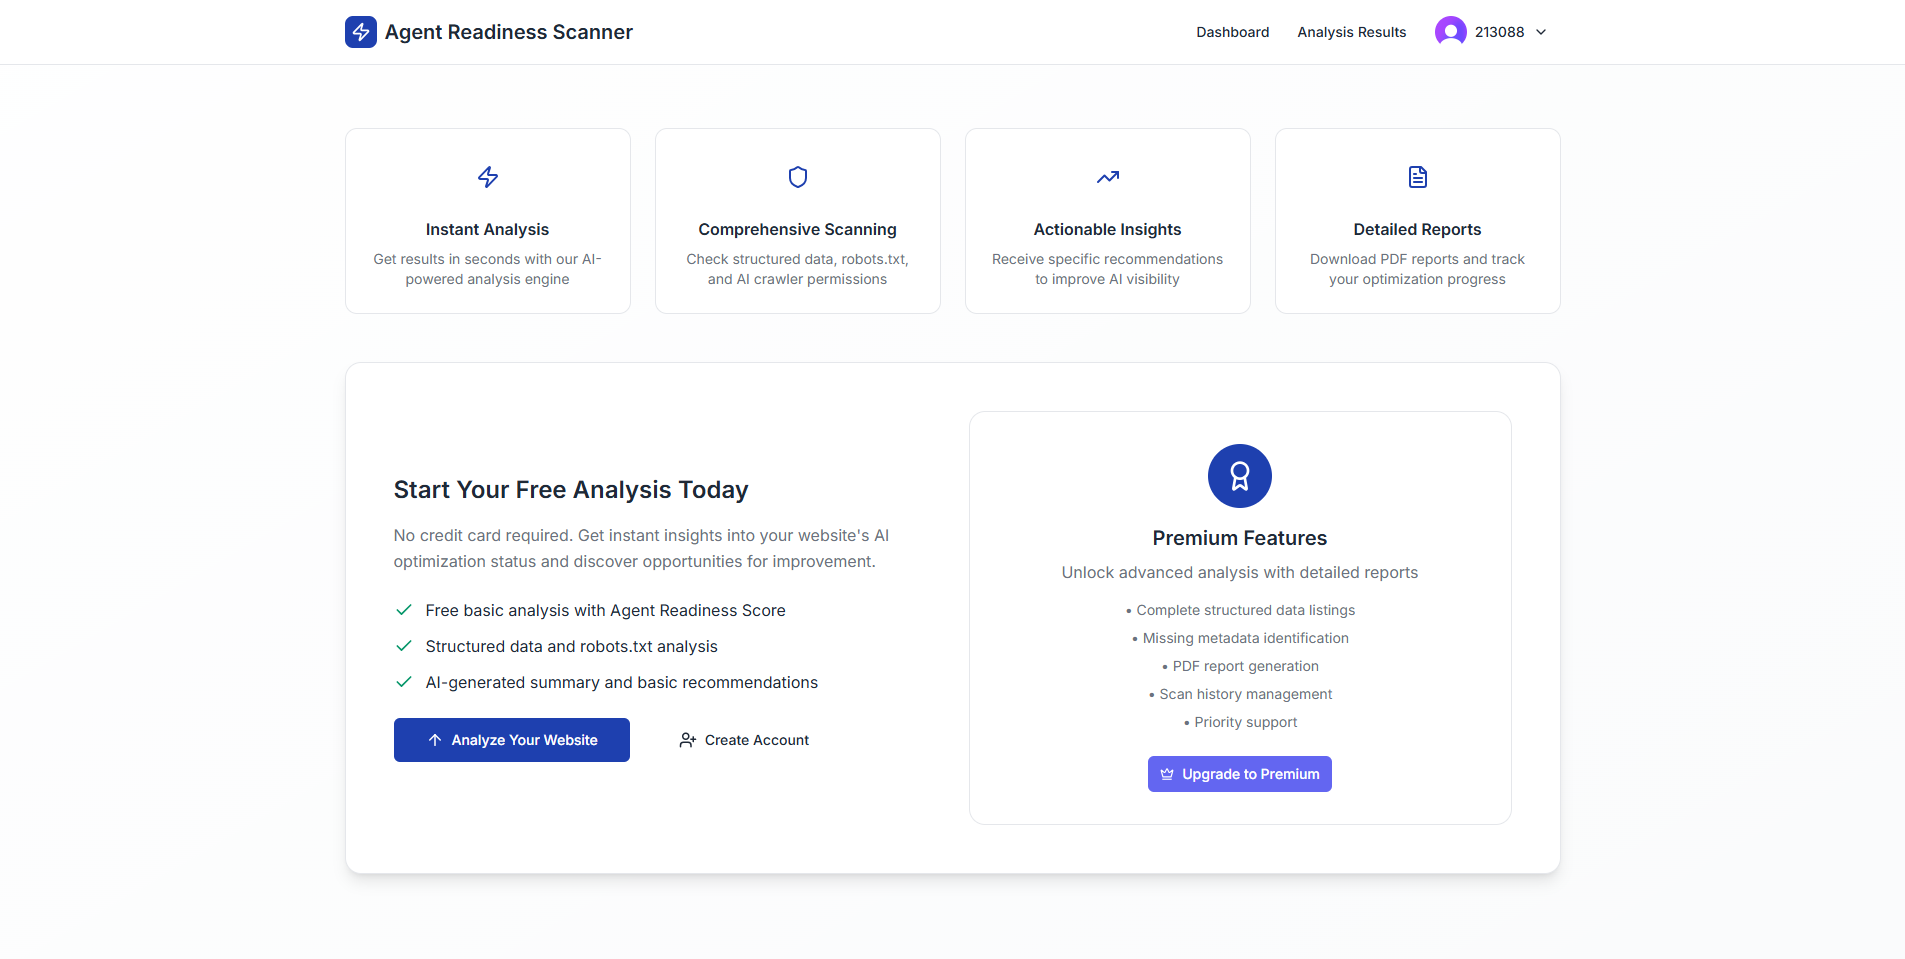 Agent Readiness Scanner
Dashboard
Analysis Results
213088
Instant Analysis
Get results in seconds with our AI-
powered analysis engine
Comprehensive Scanning
Check structured data, robots.txt,
and AI crawler permissions
Actionable Insights
Receive specific recommendations
to improve AI visibility
Detailed Reports
Download PDF reports and track
your optimization progress
Start Your Free Analysis Today
No credit card required. Get instant insights into your website's AI
optimization status and discover opportunities for improvement.
Free basic analysis with Agent Readiness Score
Structured data and robots.txt analysis
AI-generated summary and basic recommendations
Analyze Your Website
Create Account
Premium Features
Unlock advanced analysis with detailed reports
• Complete structured data listings
• Missing metadata identification
• PDF report generation
• Scan history management
• Priority support
Upgrade to Premium